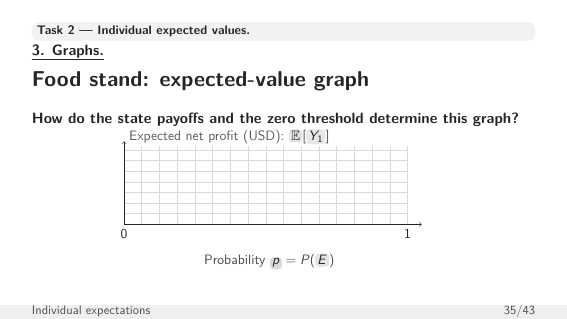 Task 2 — Individual expected values.
3. Graphs.
Food stand: expected-value graph
How do the state payoffs and the zero threshold determine this graph?
Expected net profit (USD): 𝔼[Y₁]
0 1
Probability p = P(E)
Individual expectations 35/43